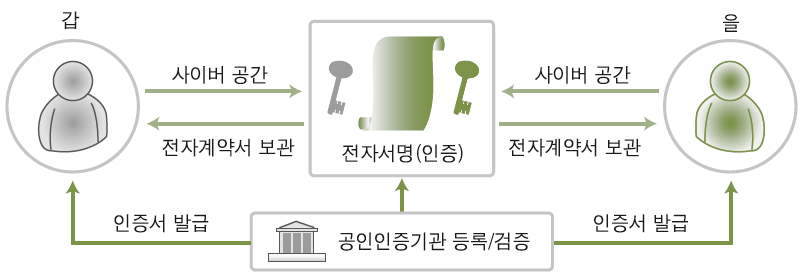 갑
을
사이버 공간
사이버 공간
전자계약서 보관
전자서명(인증)
전자계약서 보관
인증서 발급
공인인증기관 등록/검증
인증서 발급